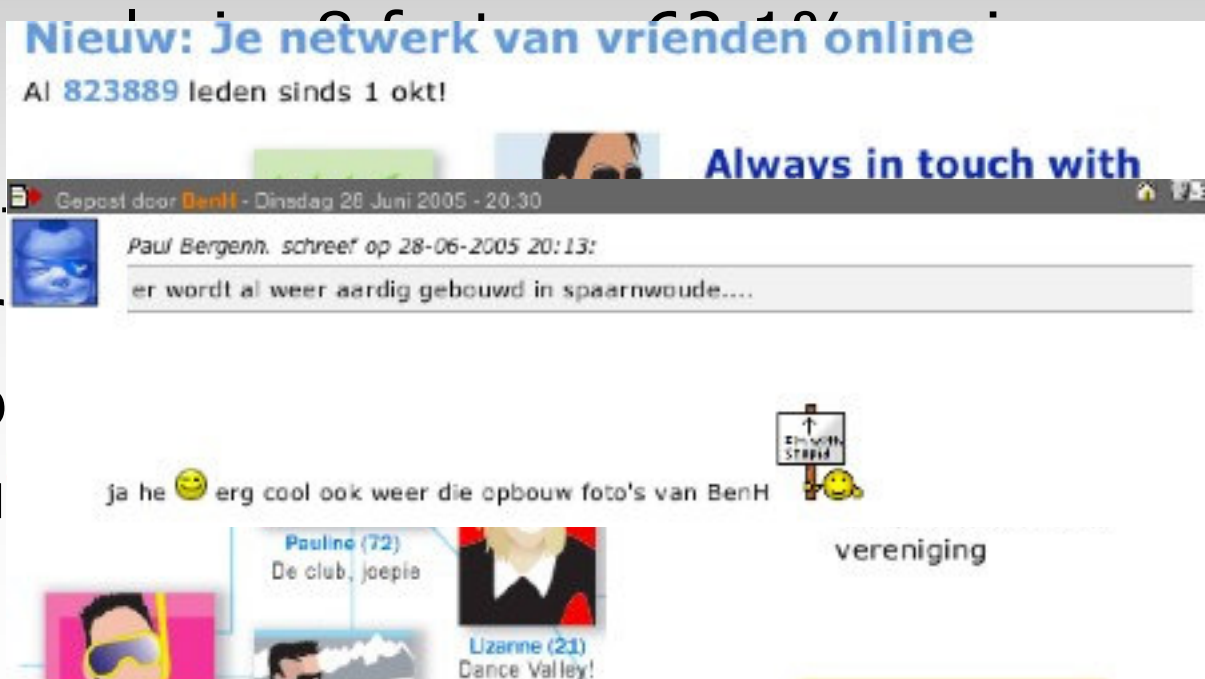 Nieuw: Je netwerk van vrienden online
Al 823889 leden sinds 1 okt!
Always in touch with
Gepost door BenH - Dinsdag 28 Juni 2005 - 20:30
Paul Bergenh. schreef op 28-06-2005 20:13:
er wordt al weer aardig gebouwd in spaarnwoude....
I'm with
Stupid
ja he erg cool ook weer die opbouw foto's van BenH
Pauline (72)
De club, joepie
vereniging
Lizanne (21)
Dance Valley!